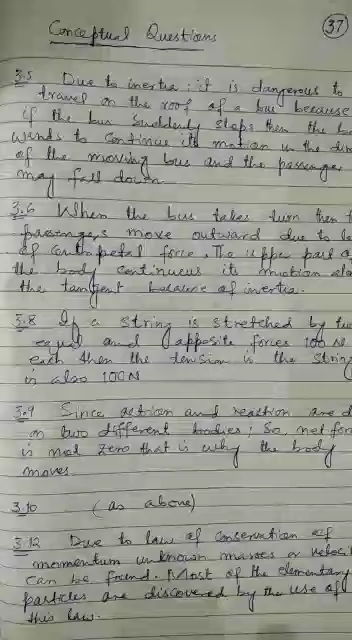 37
Conceptual Questions
3.5 Due to inertia; it is dangerous to
travel on the roof of a bus because
if the bus suddenly stops then the
wants to continue its motion in the
of the moving bus and the passenger
may fall down
3.6 When the bus takes turn then
passengers move outward due to
of centripetal force. The upper part of
the body continues its motion
the tangent because of inertia.
3.8 If a string is stretched by
equal and opposite forces 100 N
each then the tension in the string
is also 100N
3.9 Since action and reaction are
on two different bodies; So, net
is not zero that is why the body
moves.
3.10 (as above)
3.12 Due to law of conservation of
momentum unknown masses or
can be found. Most of the elementary
particles are discovered by the use of
this law.